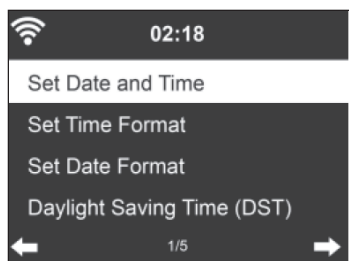 02:18
Set Date and Time
Set Time Format
Set Date Format
Daylight Saving Time (DST)
1/5